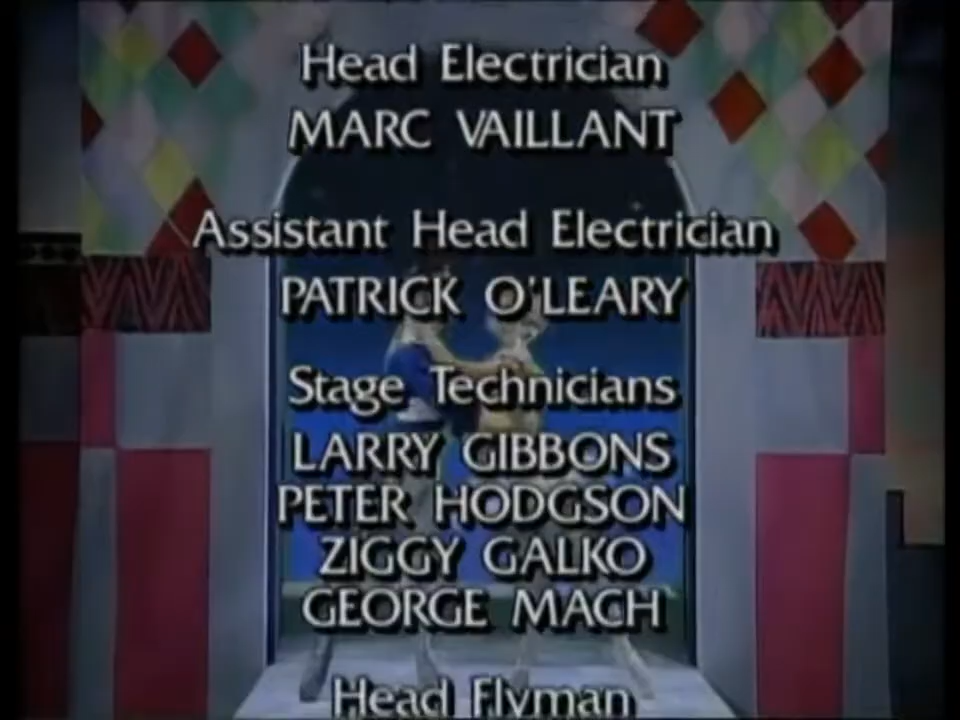 Head Electrician
MARC VAILLANT
Assistant Head Electrician
PATRICK O'LEARY
Stage Technicians
LARRY GIBBONS
PETER HODGSON
ZIGGY GALKO
GEORGE MACH
Head Flyman